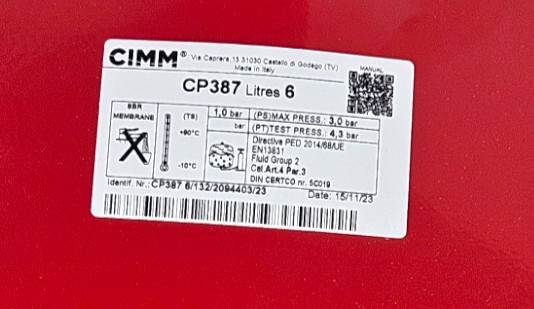 CIMM® Via Caprera,13 31030 Castello di Godego (TV)
Made in Italy
MANUAL
CP387 Litres 6
SBR
MEMBRANE
(TS)
+90°C
-10°C
1,0 bar
bar
(PS)MAX PRESS.: 3,0 bar
(PT)TEST PRESS.: 4,3 bar
Directive PED 2014/68/UE
EN13831
Fluid Group 2
Cat.Art.4 Par.3
DIN CERTCO nr. 5C019
Identif. Nr.: CP387 6/132/2094403/23
Date: 15/11/23